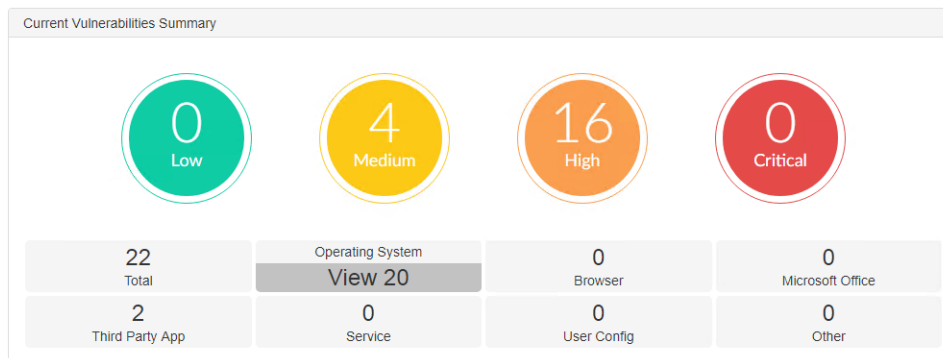 Current Vulnerabilities Summary
0
Low
4
Medium
16
High
0
Critical
22
Total
Operating System
View 20
0
Browser
0
Microsoft Office
2
Third Party App
0
Service
0
User Config
0
Other